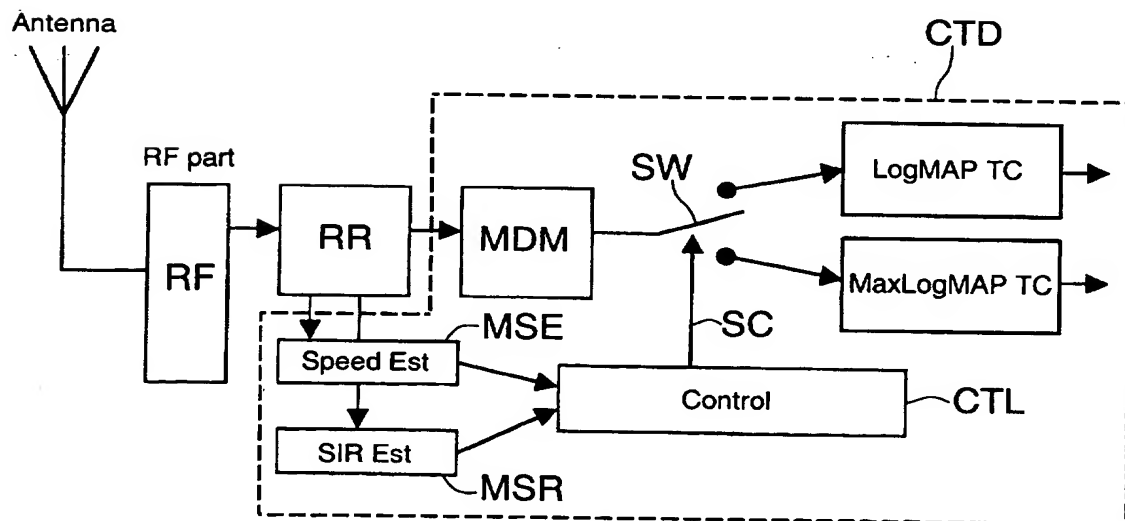 Antenna
CTD
RF part
SW
LogMAP TC
RF
RR
MDM
MaxLogMAP TC
MSE
SC
Speed Est
Control
CTL
SIR Est
MSR